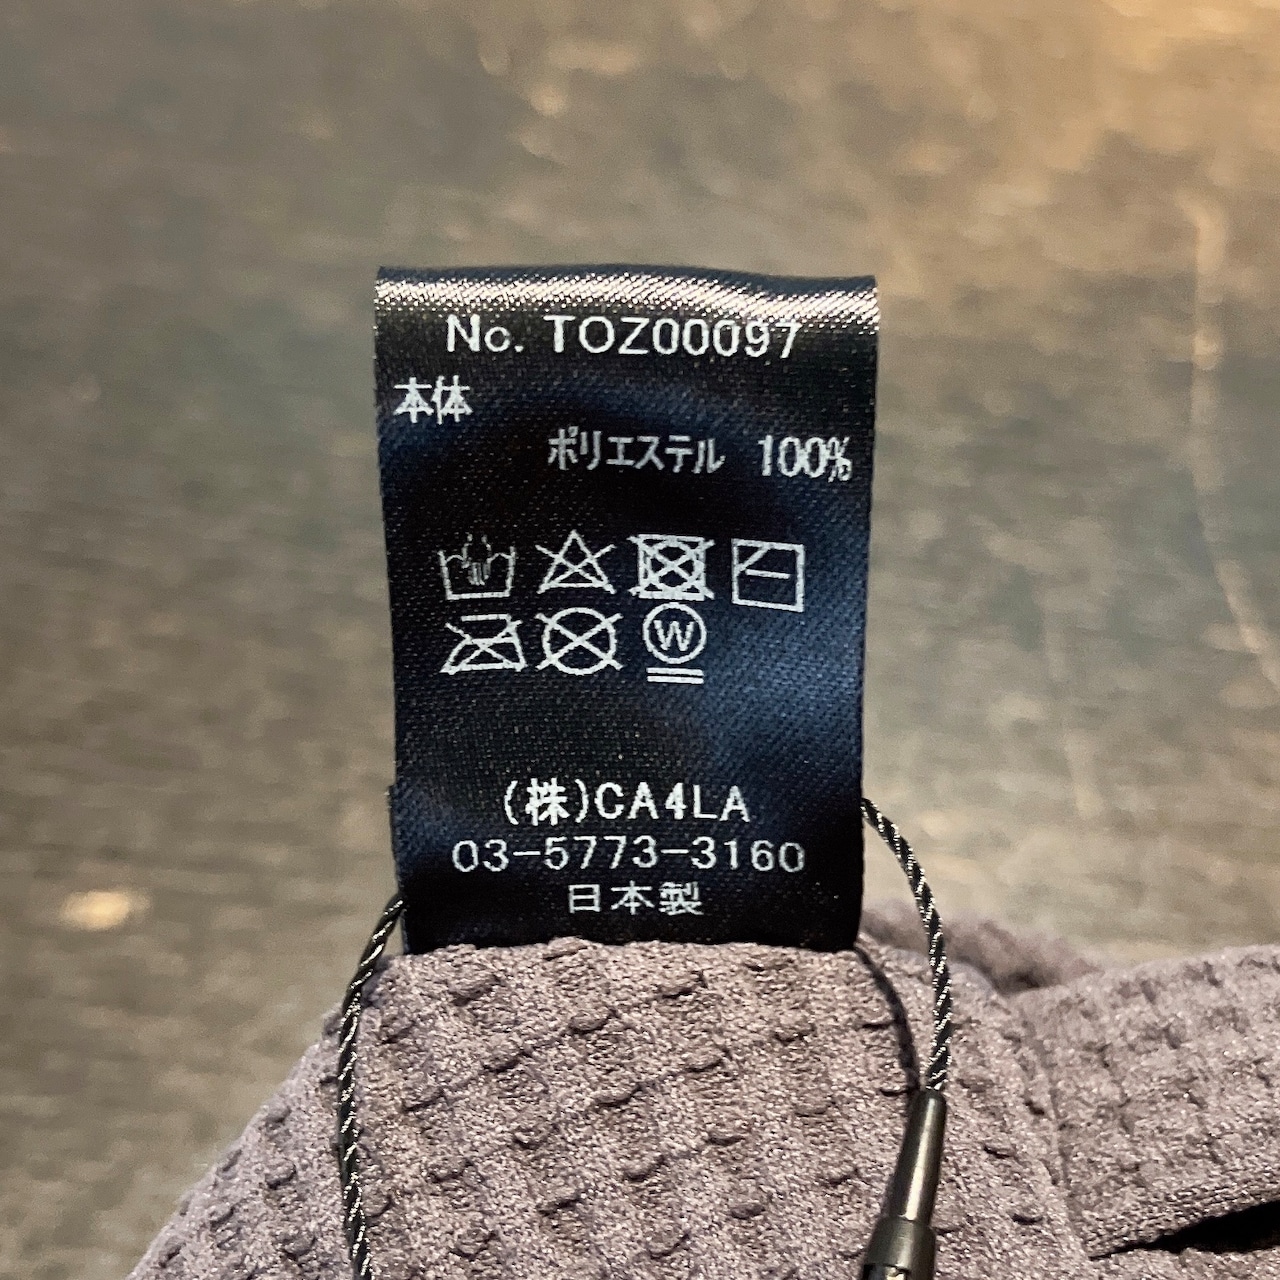 No. TOZ00097
本体
ポリエステル 100%
W
(株)CA4LA
03-5773-3160
日本製